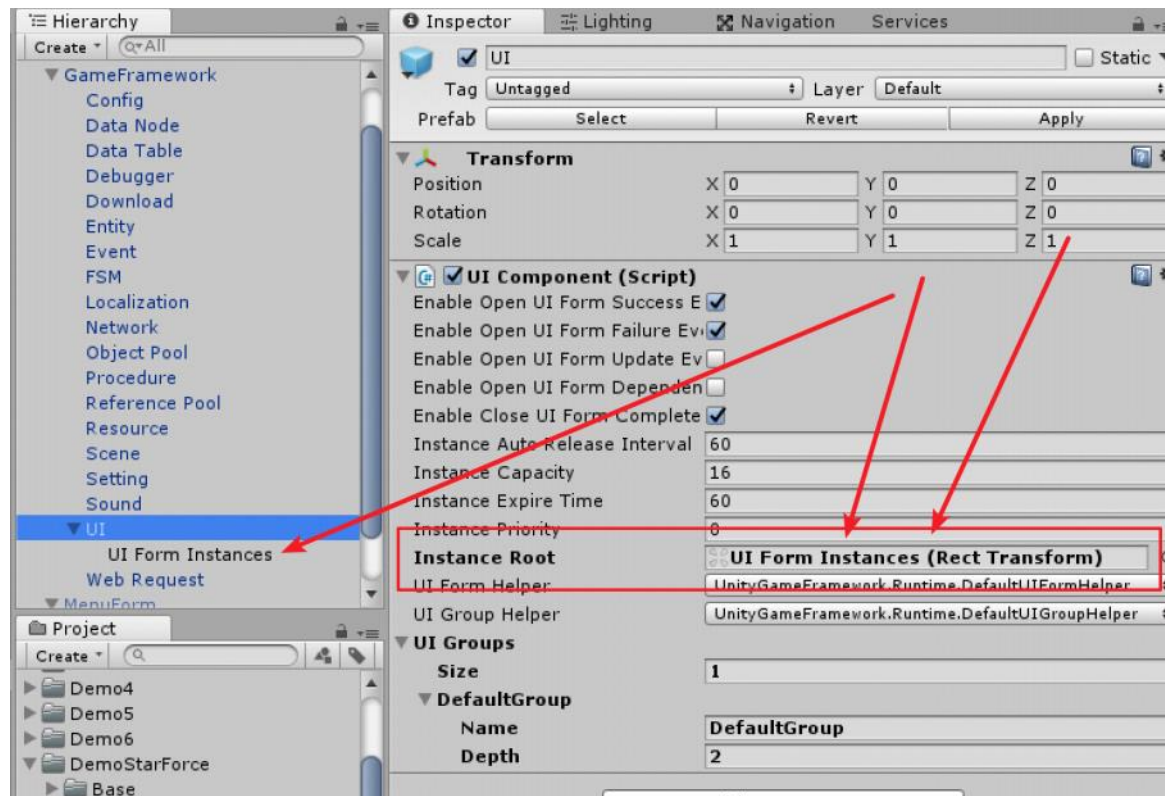 Hierarchy
Create
All
GameFramework
Config
Data Node
Data Table
Debugger
Download
Entity
Event
FSM
Localization
Network
Object Pool
Procedure
Reference Pool
Resource
Scene
Setting
Sound
UI
UI Form Instances
Web Request
MenuForm
Project
Create
Demo4
Demo5
Demo6
DemoStarForce
Base
Inspector Lighting Navigation Services
UI Static
Tag Untagged Layer Default
Prefab Select Revert Apply
Transform
Position X 0 Y 0 Z 0
Rotation X 0 Y 0 Z 0
Scale X 1 Y 1 Z 1
UI Component (Script)
Enable Open UI Form Success E
Enable Open UI Form Failure Ev
Enable Open UI Form Update Ev
Enable Open UI Form Dependen
Enable Close UI Form Complete
Instance Auto Release Interval 60
Instance Capacity 16
Instance Expire Time 60
Instance Priority 0
Instance Root UI Form Instances (Rect Transform)
UI Form Helper UnityGameFramework.Runtime.DefaultUIFormHelper
UI Group Helper UnityGameFramework.Runtime.DefaultUIGroupHelper
UI Groups
Size 1
DefaultGroup
Name DefaultGroup
Depth 2